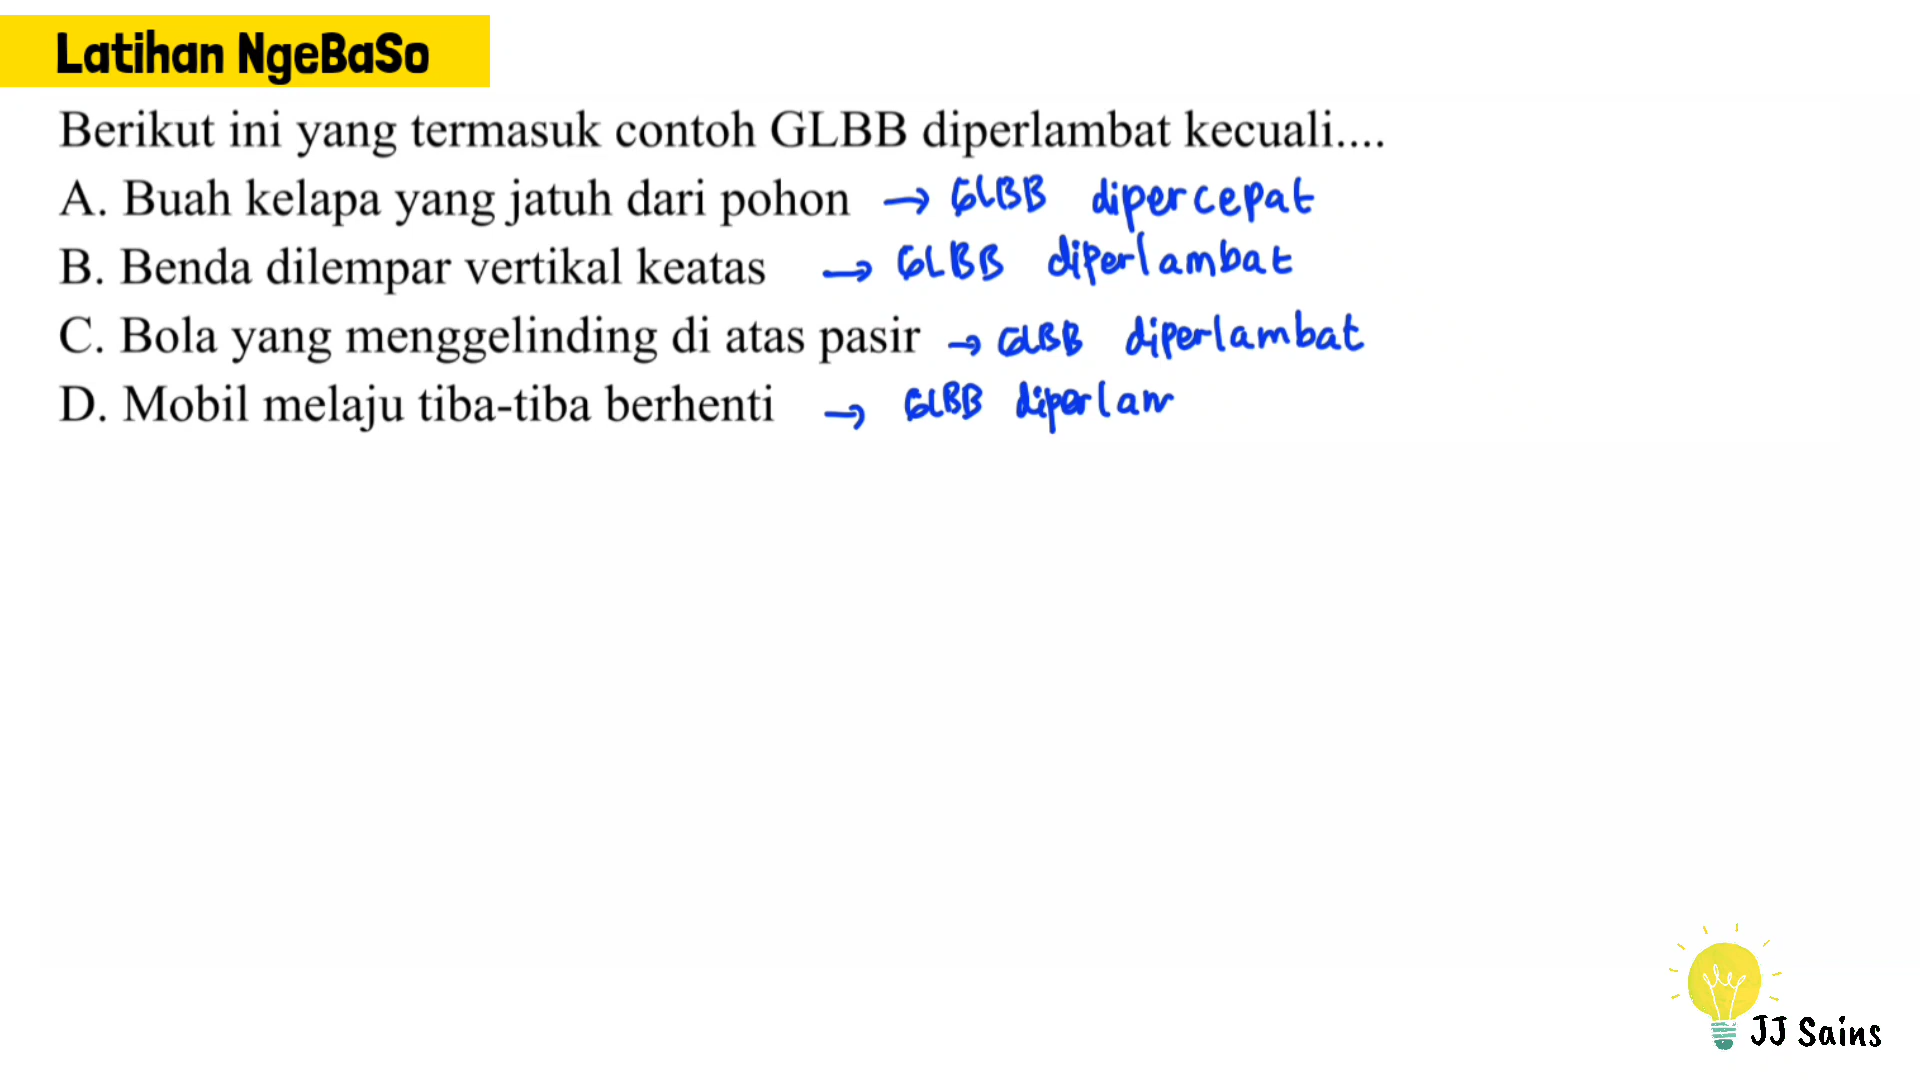 Latihan NgeBaSo
Berikut ini yang termasuk contoh GLBB diperlambat kecuali....
A. Buah kelapa yang jatuh dari pohon → GLBB dipercepat
B. Benda dilempar vertikal keatas → GLBB diperlambat
C. Bola yang menggelinding di atas pasir → GLBB diperlambat
D. Mobil melaju tiba-tiba berhenti → GLBB diperlam
JJ Sains